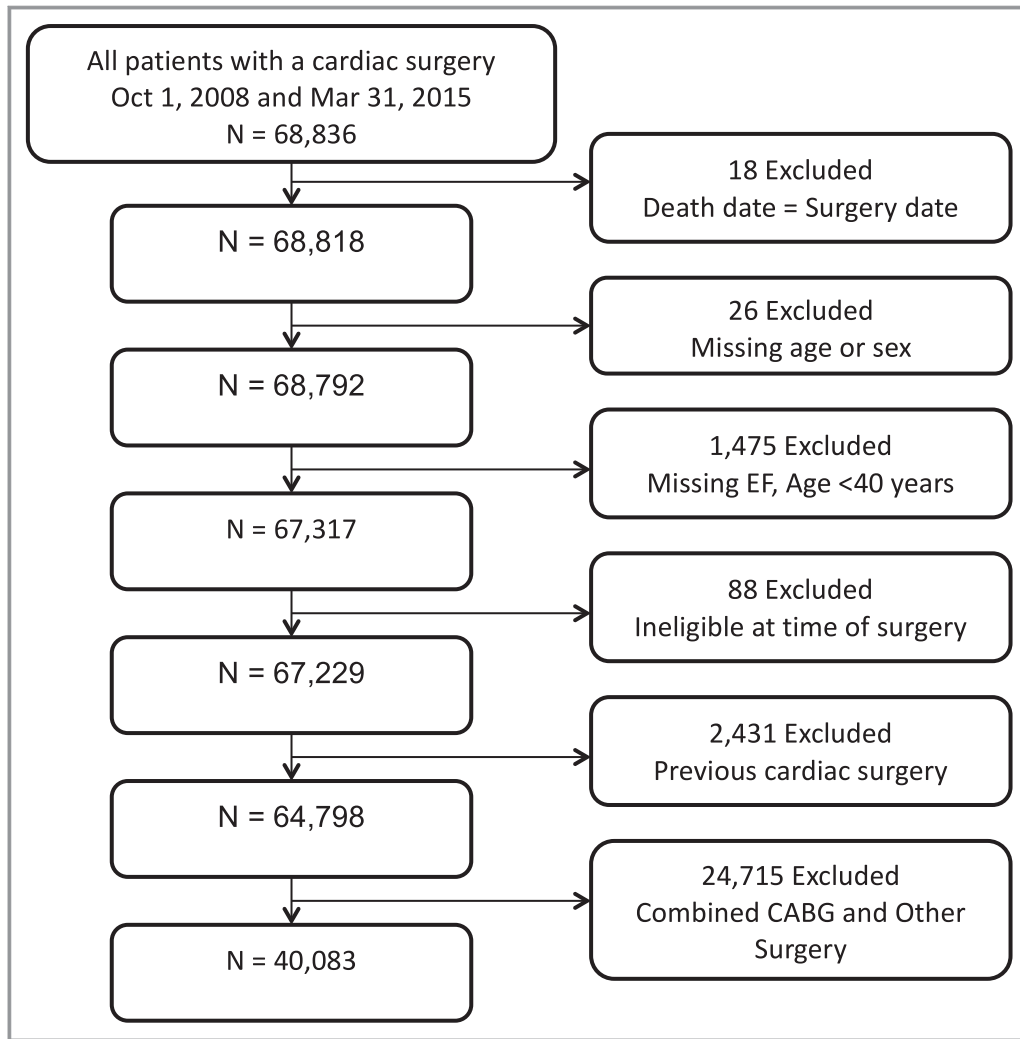 All patients with a cardiac surgery
Oct 1, 2008 and Mar 31, 2015
N = 68,836
18 Excluded
Death date = Surgery date
N = 68,818
26 Excluded
Missing age or sex
N = 68,792
1,475 Excluded
Missing EF, Age <40 years
N = 67,317
88 Excluded
Ineligible at time of surgery
N = 67,229
2,431 Excluded
Previous cardiac surgery
N = 64,798
24,715 Excluded
Combined CABG and Other
Surgery
N = 40,083